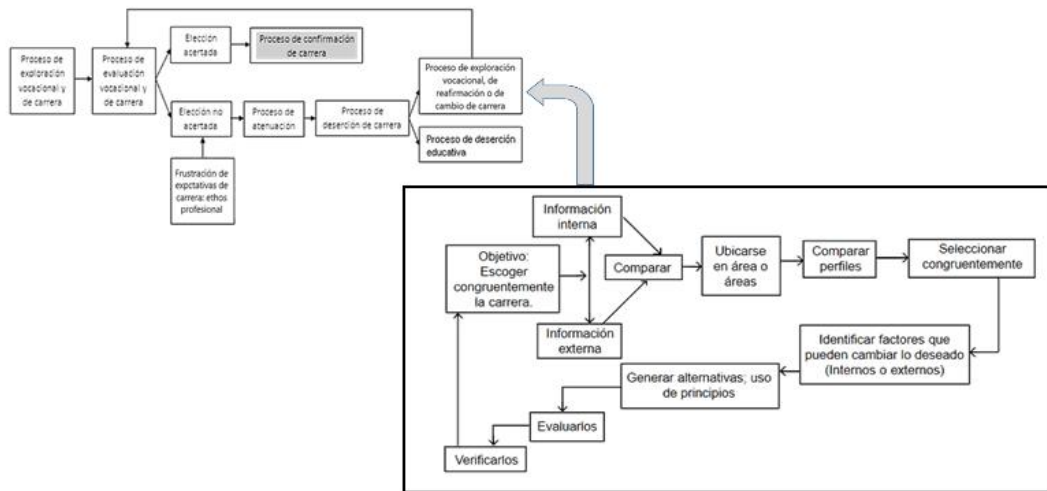 Elección
acertada
Proceso de confirmación
de carrera
Proceso de
exploración
vocacional y
de carrera
Proceso de
evaluación
vocacional y
de carrera
Proceso de exploración
vocacional, de
reafirmación o de
cambio de carrera
Elección no
acertada
Proceso de
atenuación
Proceso de
deserción de carrera
Proceso de deserción
educativa
Frustración de
expctativas de
carrera: ethos
profesional
Información
interna
Objetivo:
Escoger
congruentemente
la carrera.
Comparar
Ubicarse
en área o
áreas
Comparar
perfiles
Seleccionar
congruentemente
Información
externa
Identificar factores que
pueden cambiar lo deseado
(Internos o externos)
Generar alternativas; uso
de principios
Evaluarlos
Verificarlos